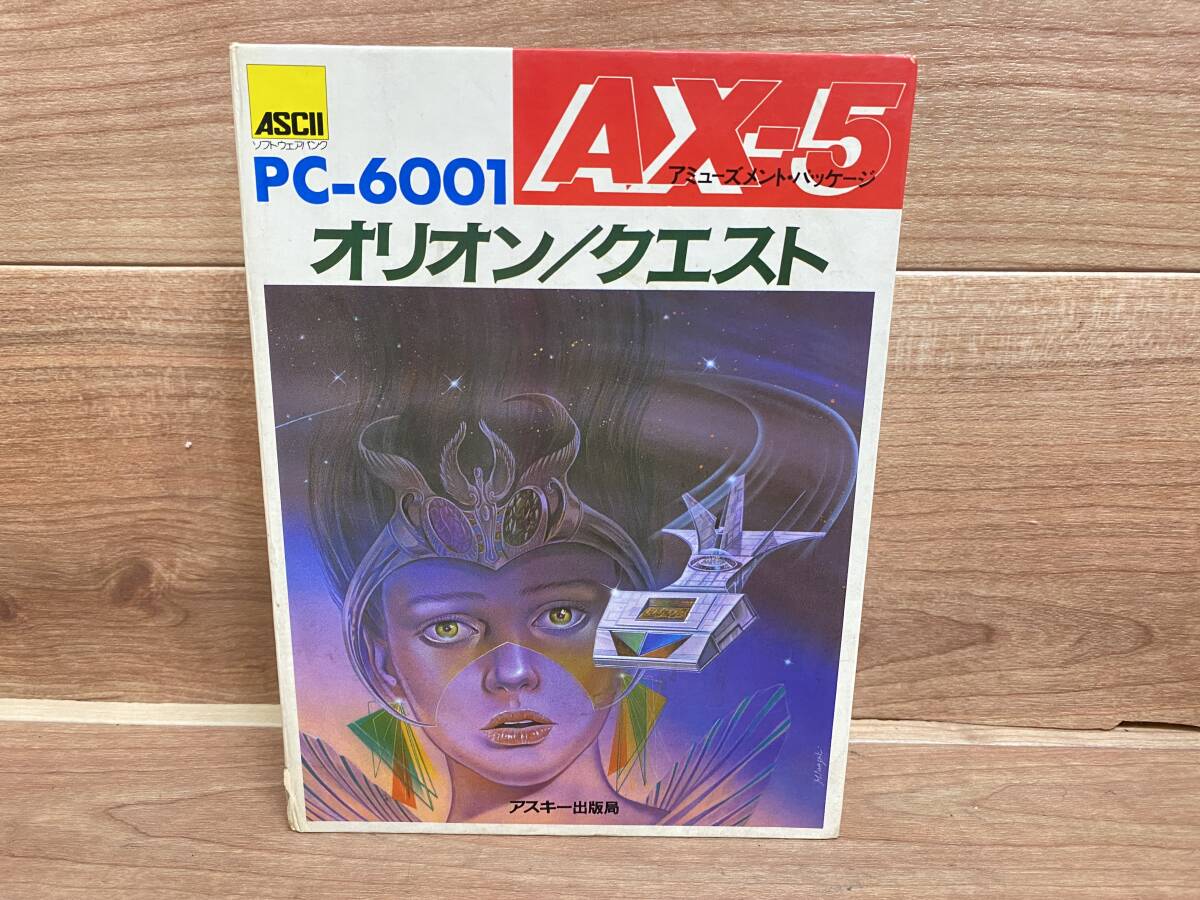 ASCII
ソフトウェアバンク
PC-6001
AX-5
アミューズメント・パッケージ
オリオン/クエスト
アスキー出版局